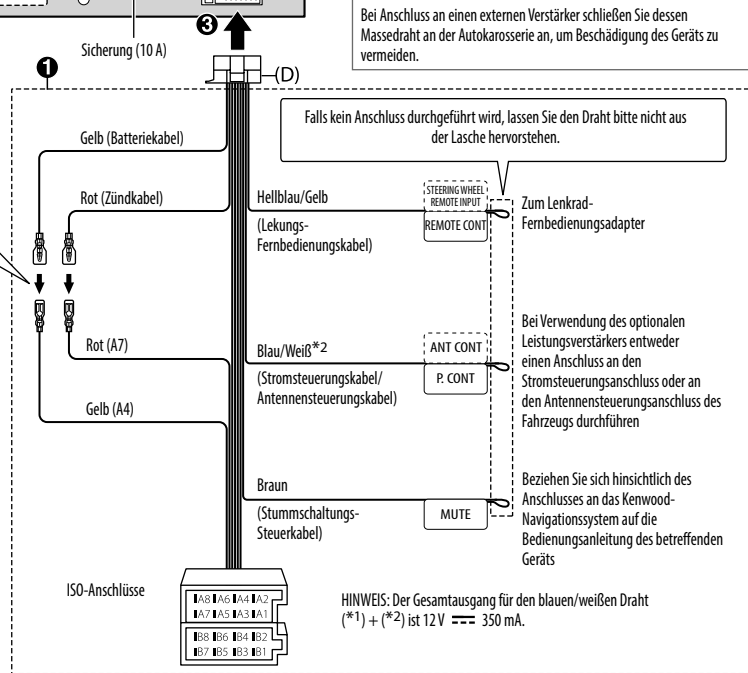 Bei Anschluss an einen externen Verstärker schließen Sie dessen
Massedraht an der Autokarosserie an, um Beschädigung des Geräts zu
vermeiden.
3
Sicherung (10 A)
1
(D)
Falls kein Anschluss durchgeführt wird, lassen Sie den Draht bitte nicht aus
der Lasche hervorstehen.
Gelb (Batteriekabel)
Rot (Zündkabel)
Hellblau/Gelb
(Lekungs-
Fernbedienungskabel)
STEERING WHEEL
REMOTE INPUT
REMOTE CONT
Zum Lenkrad-
Fernbedienungsadapter
Rot (A7)
Gelb (A4)
Blau/Weiß*2
(Stromsteuerungskabel/
Antennensteuerungskabel)
ANT CONT
P. CONT
Bei Verwendung des optionalen
Leistungsverstärkers entweder
einen Anschluss an den
Stromsteuerungsanschluss oder an
den Antennensteuerungsanschluss des
Fahrzeugs durchführen
Braun
(Stummschaltungs-
Steuerkabel)
MUTE
Beziehen Sie sich hinsichtlich des
Anschlusses an das Kenwood-
Navigationssystem auf die
Bedienungsanleitung des betreffenden
Geräts
ISO-Anschlüsse
A8 A6 A4 A2
A7 A5 A3 A1
B8 B6 B4 B2
B7 B5 B3 B1
HINWEIS: Der Gesamtausgang für den blauen/weißen Draht
(*1) + (*2) ist 12 V ⎓ 350 mA.